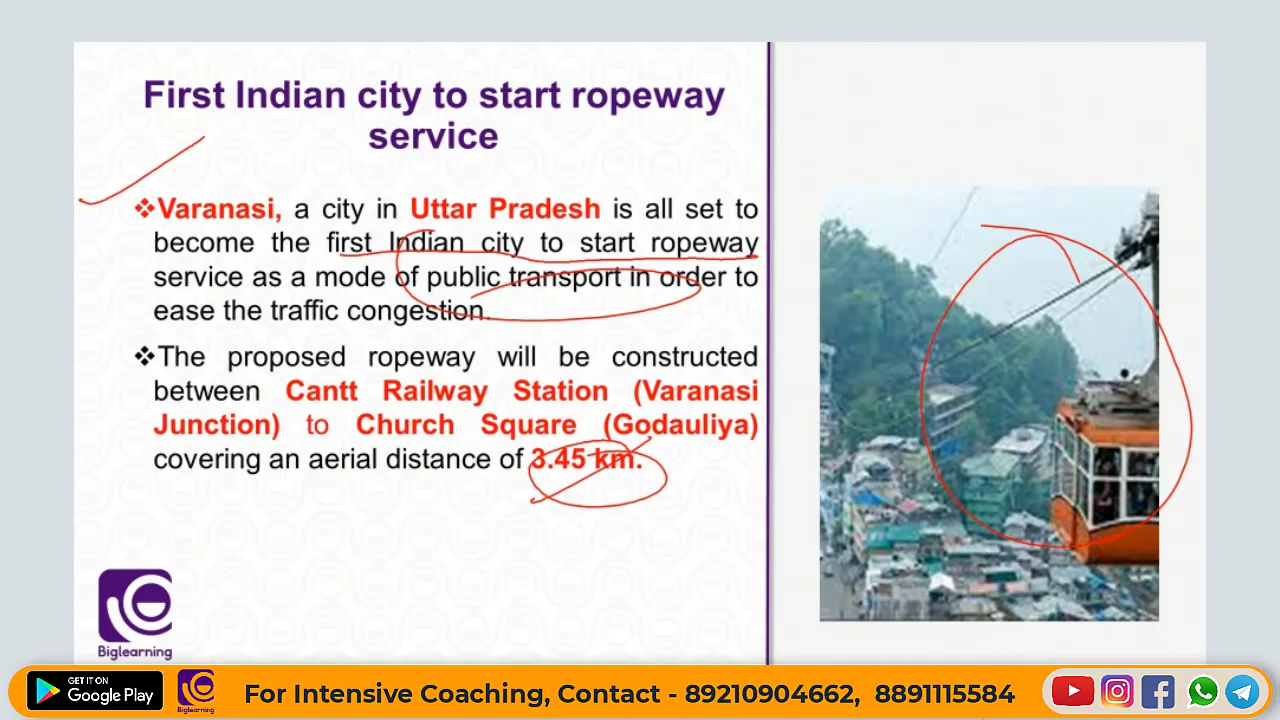 First Indian city to start ropeway
service
❖Varanasi, a city in Uttar Pradesh is all set to
become the first Indian city to start ropeway
service as a mode of public transport in order to
ease the traffic congestion.
❖The proposed ropeway will be constructed
between Cantt Railway Station (Varanasi
Junction) to Church Square (Godauliya)
covering an aerial distance of 3.45 km.
Biglearning
GET IT ON
Google Play
Biglearning
For Intensive Coaching, Contact - 89210904662, 8891115584